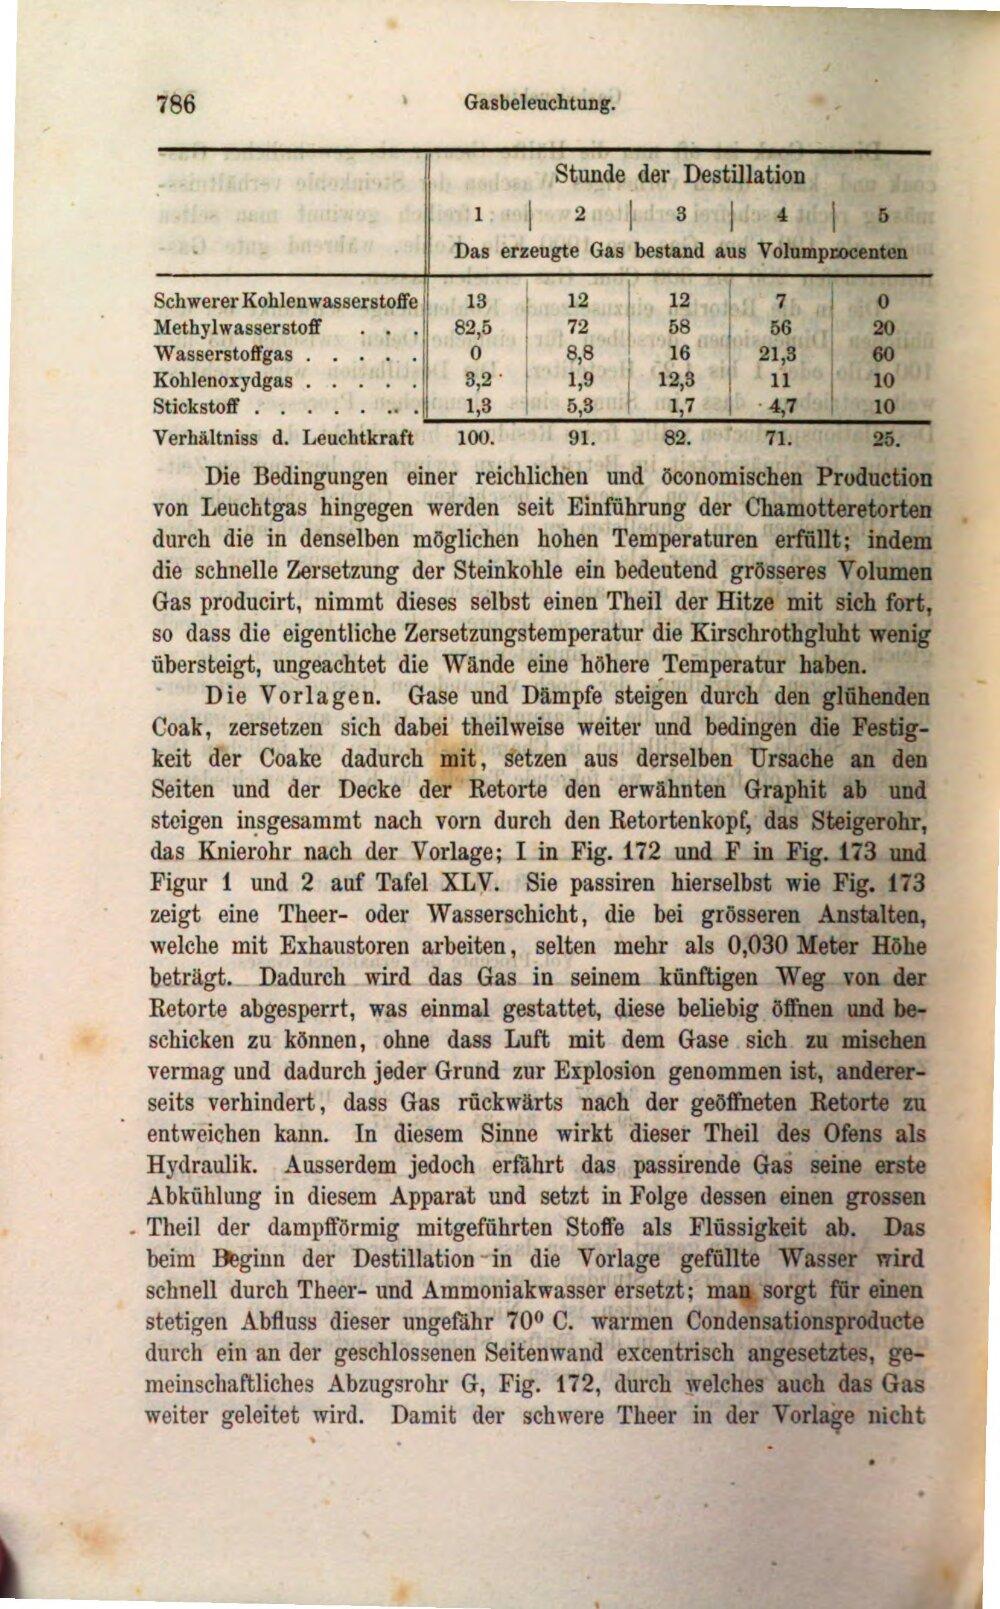 786 Gasbeleuchtung.
Stunde der Destillation
1 | 2 | 3 | 4 | 5
Das erzeugte Gas bestand aus Volumprocenten
Schwerer Kohlenwasserstoffe 13 12 12 7 0
Methylwasserstoff . . . 82,5 72 58 56 20
Wasserstoffgas . . . . . 0 8,8 16 21,3 60
Kohlenoxydgas . . . . . 3,2 1,9 12,3 11 10
Stickstoff . . . . . . . . 1,3 5,3 1,7 4,7 10
Verhältniss d. Leuchtkraft 100. 91. 82. 71. 25.
Die Bedingungen einer reichlichen und öconomischen Production
von Leuchtgas hingegen werden seit Einführung der Chamotteretorten
durch die in denselben möglichen hohen Temperaturen erfüllt; indem
die schnelle Zersetzung der Steinkohle ein bedeutend grösseres Volumen
Gas producirt, nimmt dieses selbst einen Theil der Hitze mit sich fort,
so dass die eigentliche Zersetzungstemperatur die Kirschrothgluht wenig
übersteigt, ungeachtet die Wände eine höhere Temperatur haben.
Die Vorlagen. Gase und Dämpfe steigen durch den glühenden
Coak, zersetzen sich dabei theilweise weiter und bedingen die Festig-
keit der Coake dadurch mit, setzen aus derselben Ursache an den
Seiten und der Decke der Retorte den erwähnten Graphit ab und
steigen insgesammt nach vorn durch den Retortenkopf, das Steigerohr,
das Knierohr nach der Vorlage; I in Fig. 172 und F in Fig. 173 und
Figur 1 und 2 auf Tafel XLV. Sie passiren hierselbst wie Fig. 173
zeigt eine Theer- oder Wasserschicht, die bei grösseren Anstalten,
welche mit Exhaustoren arbeiten, selten mehr als 0,030 Meter Höhe
beträgt. Dadurch wird das Gas in seinem künftigen Weg von der
Retorte abgesperrt, was einmal gestattet, diese beliebig öffnen und be-
schicken zu können, ohne dass Luft mit dem Gase sich zu mischen
vermag und dadurch jeder Grund zur Explosion genommen ist, anderer-
seits verhindert, dass Gas rückwärts nach der geöffneten Retorte zu
entweichen kann. In diesem Sinne wirkt dieser Theil des Ofens als
Hydraulik. Ausserdem jedoch erfährt das passirende Gas seine erste
Abkühlung in diesem Apparat und setzt in Folge dessen einen grossen
Theil der dampfförmig mitgeführten Stoffe als Flüssigkeit ab. Das
beim Beginn der Destillation in die Vorlage gefüllte Wasser wird
schnell durch Theer- und Ammoniakwasser ersetzt; man sorgt für einen
stetigen Abfluss dieser ungefähr 70⁰ C. warmen Condensationsproducte
durch ein an der geschlossenen Seitenwand excentrisch angesetztes, ge-
meinschaftliches Abzugsrohr G, Fig. 172, durch welches auch das Gas
weiter geleitet wird. Damit der schwere Theer in der Vorlage nicht